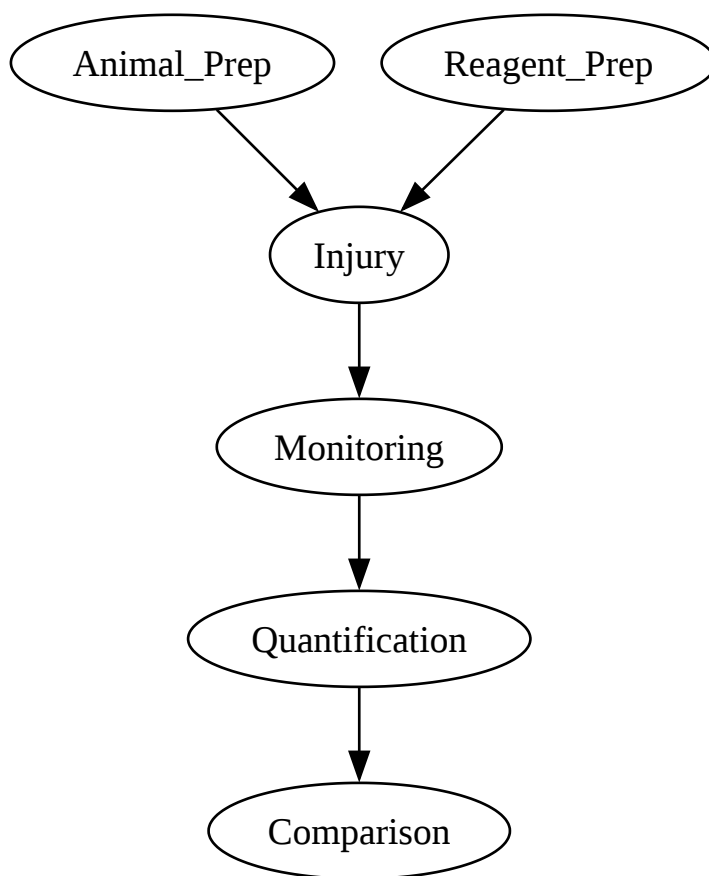 Animal_Prep
Reagent_Prep
Injury
Monitoring
Quantification
Comparison